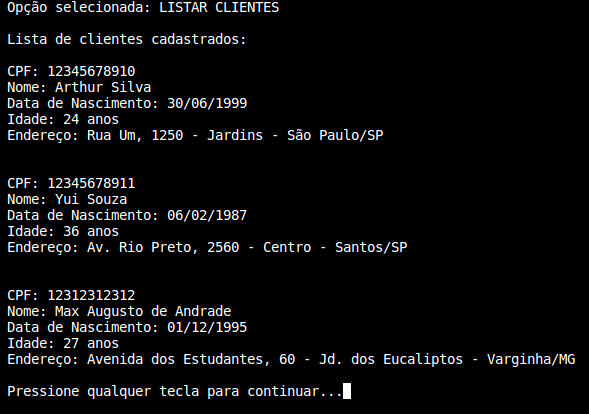 Opção selecionada: LISTAR CLIENTES
Lista de clientes cadastrados:
CPF: 12345678910
Nome: Arthur Silva
Data de Nascimento: 30/06/1999
Idade: 24 anos
Endereço: Rua Um, 1250 - Jardins - São Paulo/SP
CPF: 12345678911
Nome: Yui Souza
Data de Nascimento: 06/02/1987
Idade: 36 anos
Endereço: Av. Rio Preto, 2560 - Centro - Santos/SP
CPF: 12312312312
Nome: Max Augusto de Andrade
Data de Nascimento: 01/12/1995
Idade: 27 anos
Endereço: Avenida dos Estudantes, 60 - Jd. dos Eucaliptos - Varginha/MG
Pressione qualquer tecla para continuar...